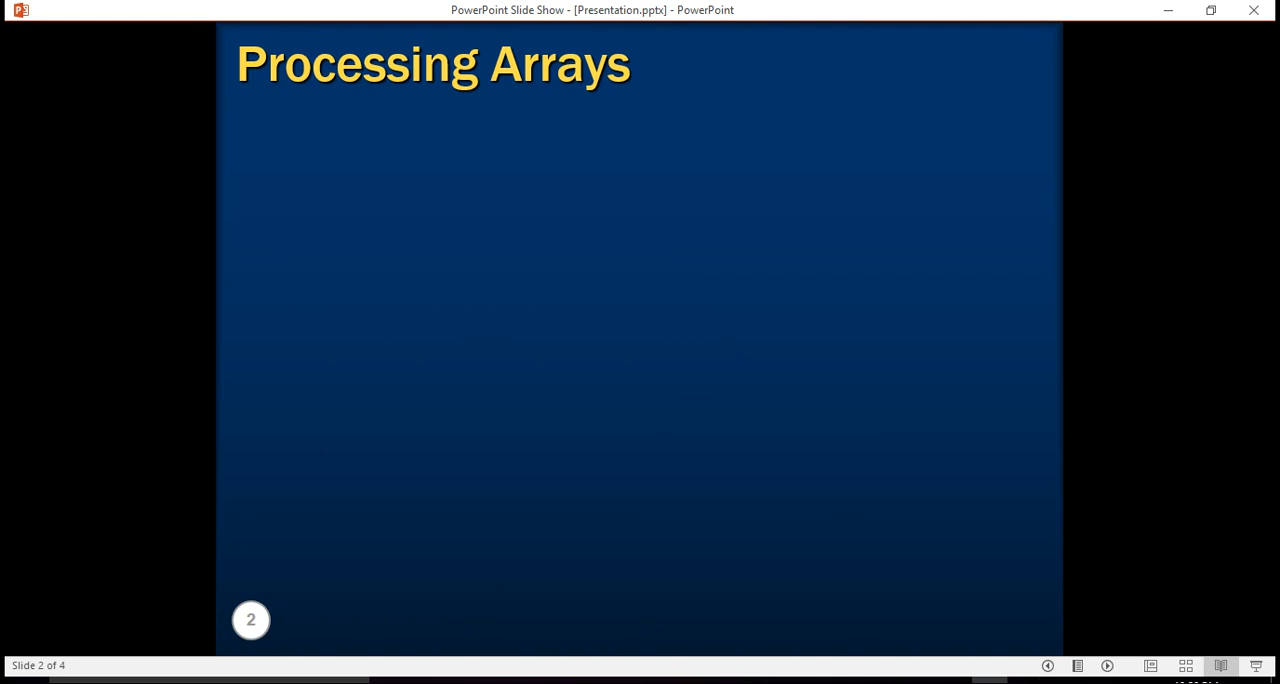 PowerPoint Slide Show - [Presentation.pptx] - PowerPoint
Processing Arrays
2
Slide 2 of 4